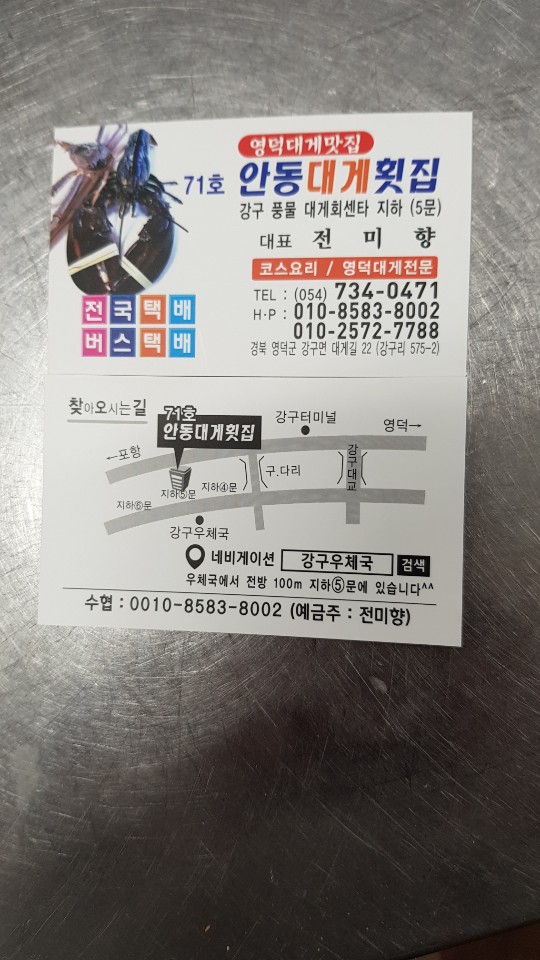 영덕대게맛집
71호 안동대게횟집
강구 풍물 대게회센타 지하 (5문)
대표 전 미 향
코스요리 / 영덕대게전문
전국택배
버스택배
TEL : (054) 734-0471
H·P : 010-8583-8002
010-2572-7788
경북 영덕군 강구면 대게길 22 (강구리 575-2)
찾아오시는길
71호
안동대게횟집
강구터미널
영덕→
←포항
구.다리
강구대교
지하⑥문
지하⑤문
지하④문
강구우체국
네비게이션 강구우체국 검색
우체국에서 전방 100m 지하⑤문에 있습니다^^
수협 : 0010-8583-8002 (예금주 : 전미향)